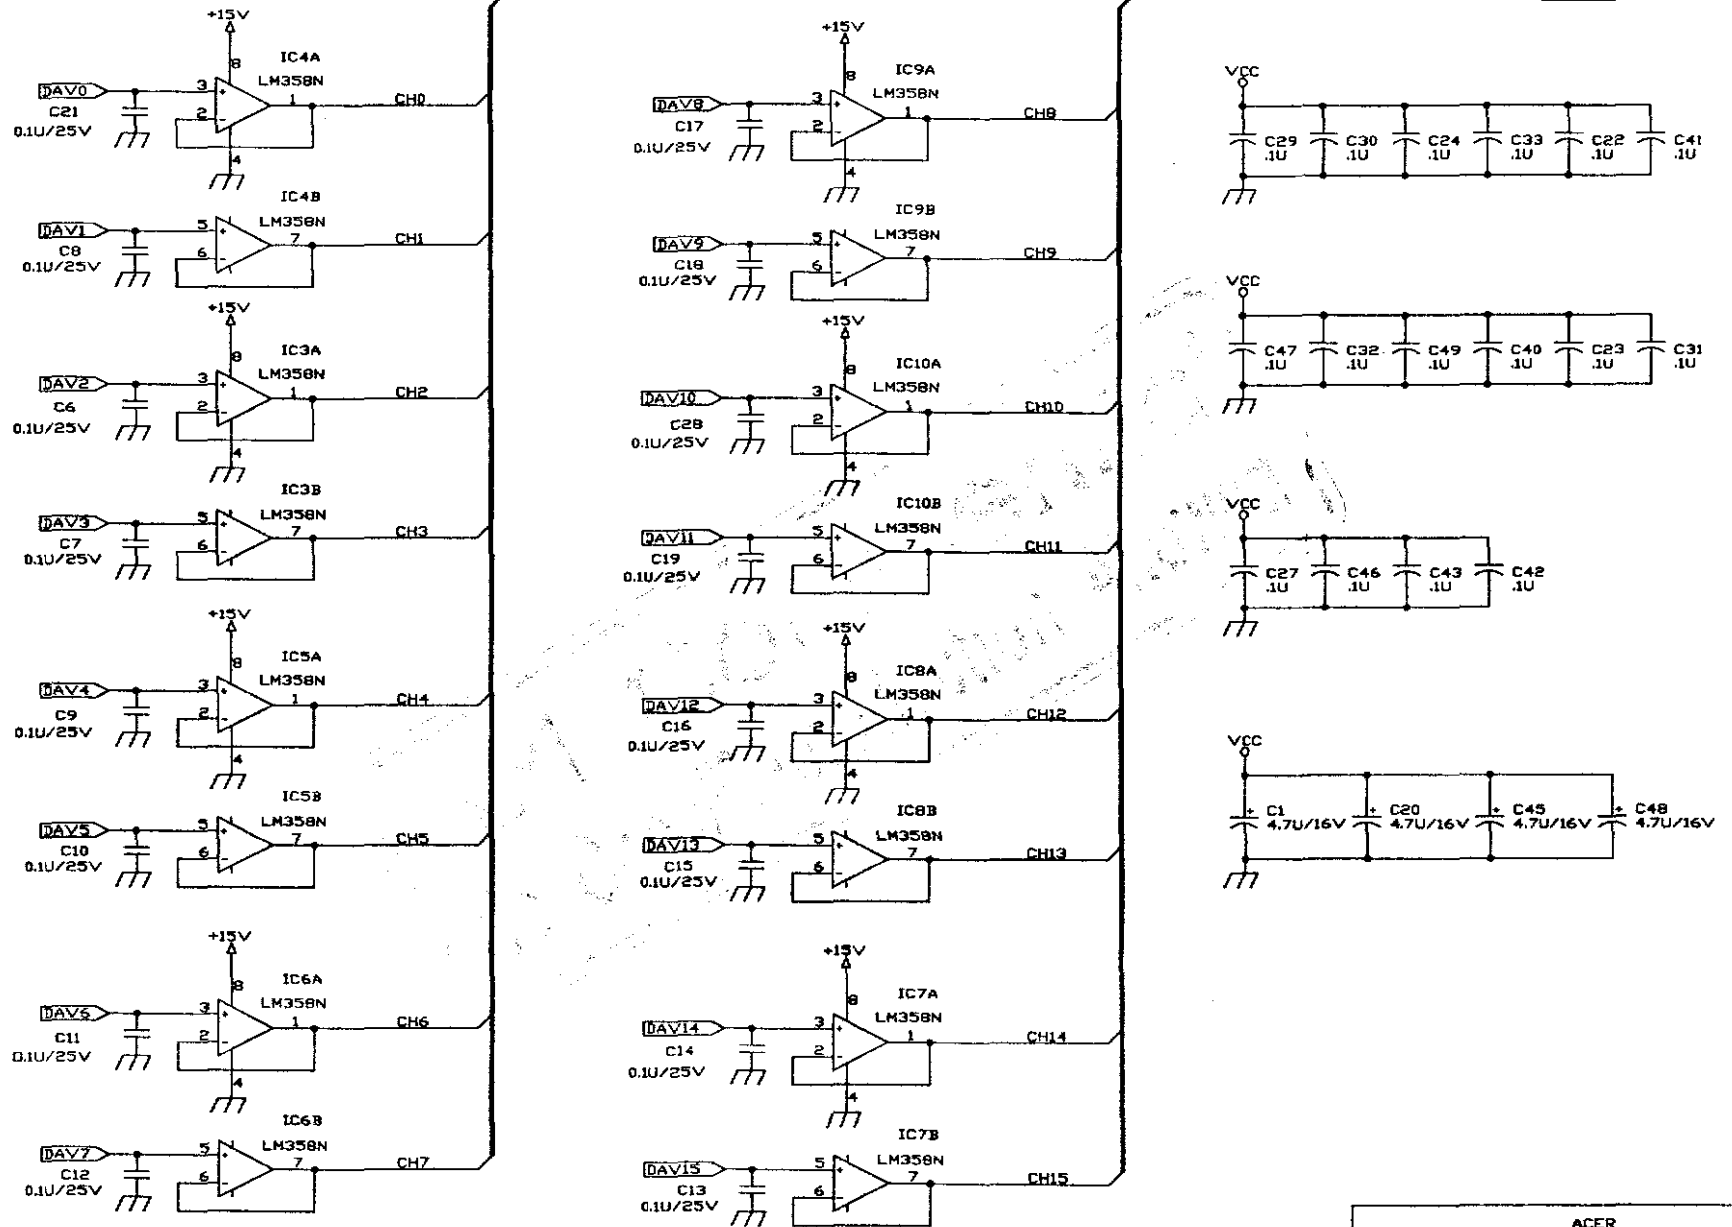 +15V
8
IC4A
LM358N
DAV0
3
1
CH0
C21
2
0.1U/25V
4
IC4B
LM358N
DAV1
5
7
CH1
C8
6
0.1U/25V
+15V
8
IC3A
LM358N
DAV2
3
1
CH2
C6
2
0.1U/25V
4
IC3B
LM358N
DAV3
5
7
CH3
C7
6
0.1U/25V
+15V
8
IC5A
LM358N
DAV4
3
1
CH4
C9
2
0.1U/25V
4
IC5B
LM358N
DAV5
5
7
CH5
C10
6
0.1U/25V
+15V
8
IC6A
LM358N
DAV6
3
1
CH6
C11
2
0.1U/25V
4
IC6B
LM358N
DAV7
5
7
CH7
C12
6
0.1U/25V
+15V
8
IC9A
LM358N
DAV8
3
1
CH8
C17
2
0.1U/25V
4
IC9B
LM358N
DAV9
5
7
CH9
C18
6
0.1U/25V
+15V
8
IC10A
LM358N
DAV10
3
1
CH10
C28
2
0.1U/25V
4
IC10B
LM358N
DAV11
5
7
CH11
C19
6
0.1U/25V
+15V
8
IC8A
LM358N
DAV12
3
1
CH12
C16
2
0.1U/25V
4
IC8B
LM358N
DAV13
5
7
CH13
C15
6
0.1U/25V
+15V
8
IC7A
LM358N
DAV14
3
1
CH14
C14
2
0.1U/25V
4
IC7B
LM358N
DAV15
5
7
CH15
C13
6
0.1U/25V
VCC
C29 C30 C24 C33 C22 C41
.1U .1U .1U .1U .1U .1U
VCC
C47 C32 C49 C40 C23 C31
.1U .1U .1U .1U .1U .1U
VCC
C27 C46 C43 C42
.1U .1U .1U .1U
VCC
C1 C20 C45 C48
4.7U/16V 4.7U/16V 4.7U/16V 4.7U/16V
ACER